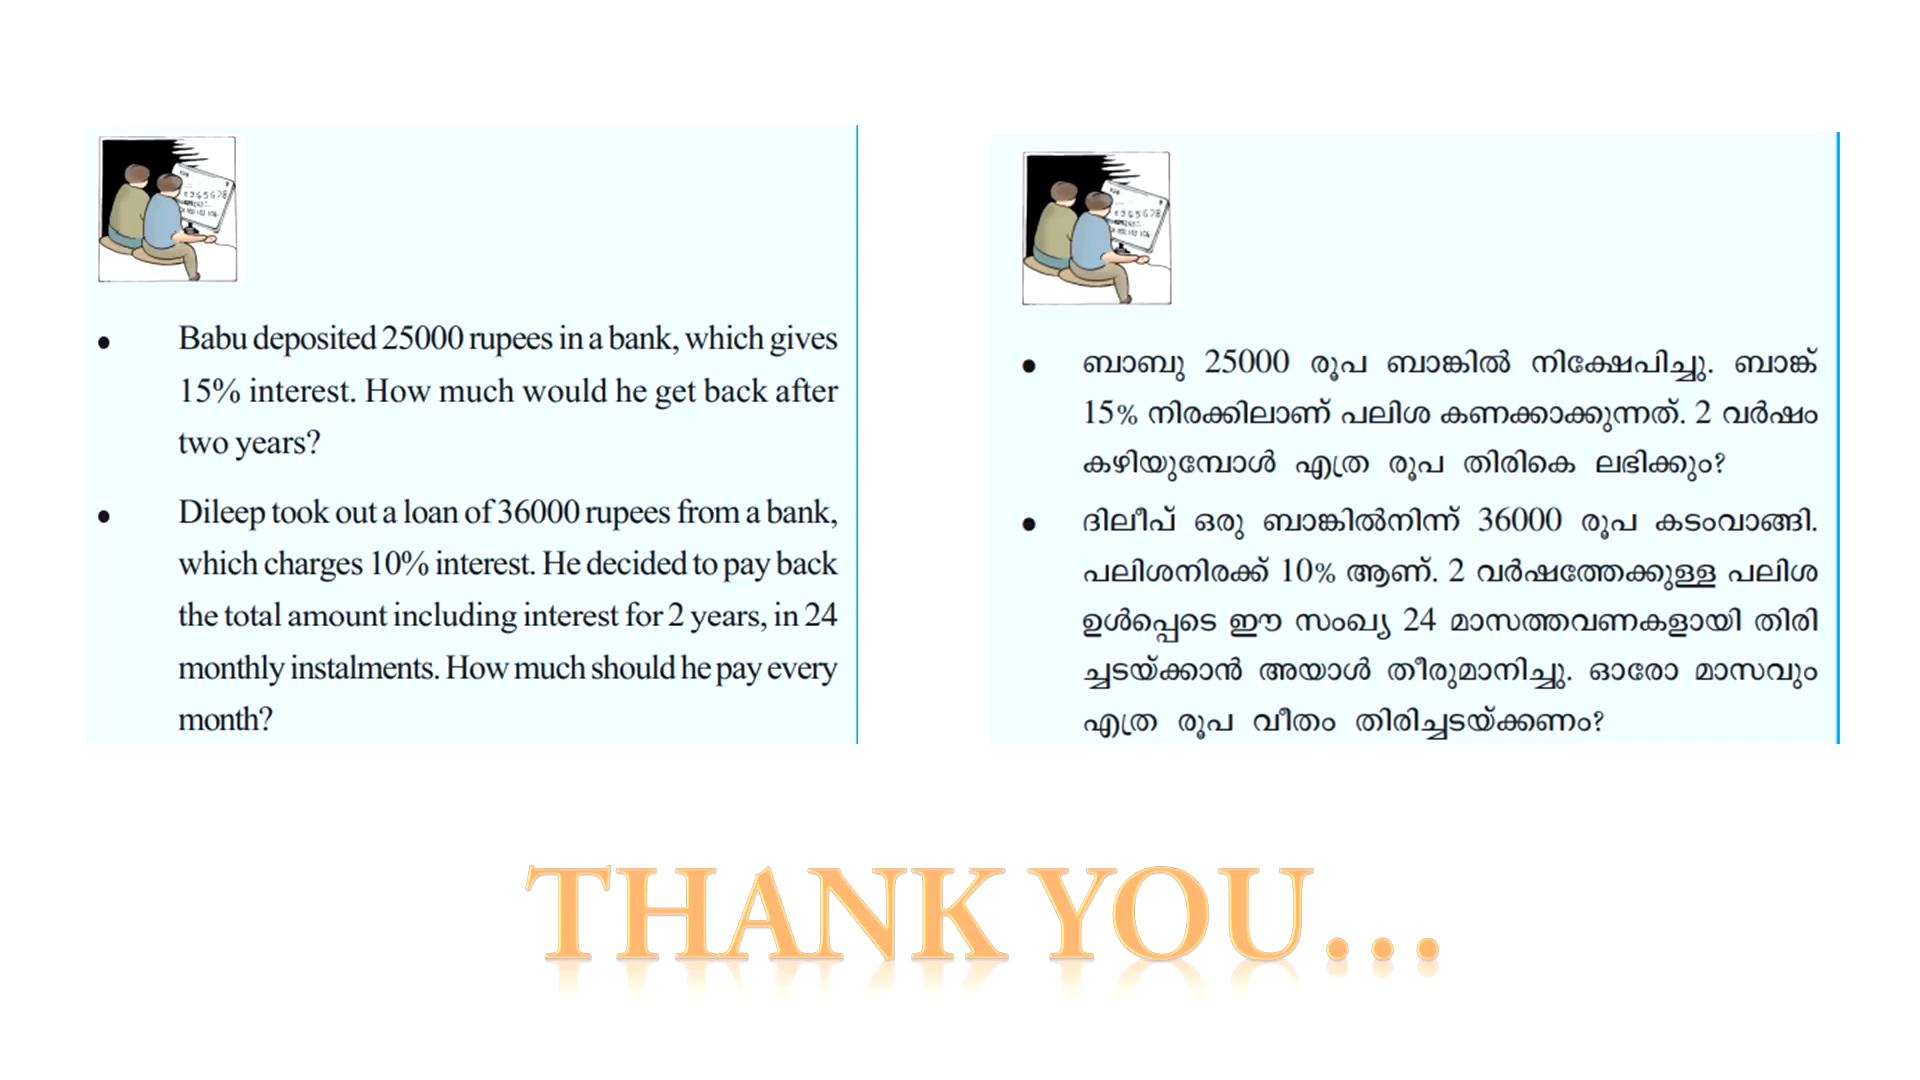 Babu deposited 25000 rupees in a bank, which gives
15% interest. How much would he get back after
two years?
Dileep took out a loan of 36000 rupees from a bank,
which charges 10% interest. He decided to pay back
the total amount including interest for 2 years, in 24
monthly instalments. How much should he pay every
month?
ബാബു 25000 രൂപ ബാങ്കിൽ നിക്ഷേപിച്ചു. ബാങ്ക്
15% നിരക്കിലാണ് പലിശ കണക്കാക്കുന്നത്. 2 വർഷം
കഴിയുമ്പോൾ എത്ര രൂപ തിരികെ ലഭിക്കും?
ദിലീപ് ഒരു ബാങ്കിൽനിന്ന് 36000 രൂപ കടംവാങ്ങി.
പലിശനിരക്ക് 10% ആണ്. 2 വർഷത്തേക്കുള്ള പലിശ
ഉൾപ്പെടെ ഈ സംഖ്യ 24 മാസത്തവണകളായി തിരി
ച്ചടയ്ക്കാൻ അയാൾ തീരുമാനിച്ചു. ഓരോ മാസവും
എത്ര രൂപ വീതം തിരിച്ചടയ്ക്കണം?
THANK YOU...